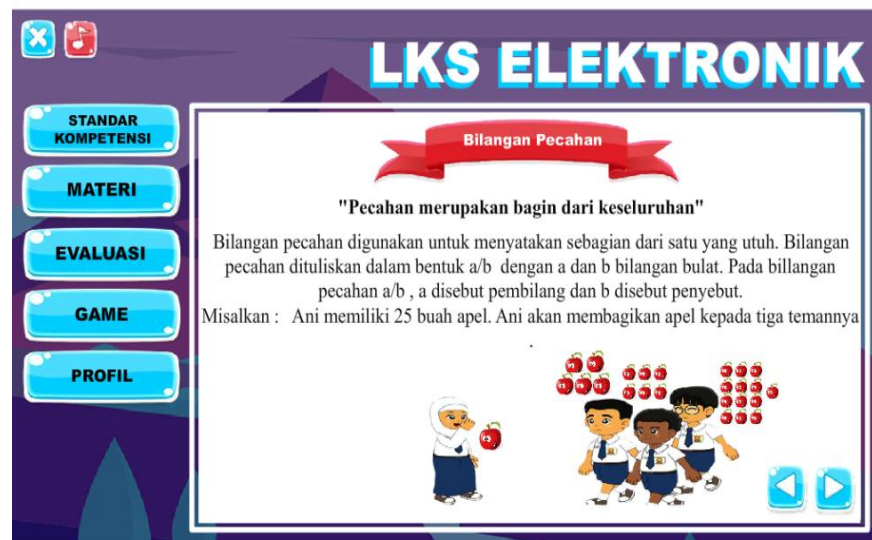 LKS ELEKTRONIK
STANDAR
KOMPETENSI
MATERI
EVALUASI
GAME
PROFIL
Bilangan Pecahan
"Pecahan merupakan bagin dari keseluruhan"
Bilangan pecahan digunakan untuk menyatakan sebagian dari satu yang utuh. Bilangan
pecahan dituliskan dalam bentuk a/b dengan a dan b bilangan bulat. Pada billangan
pecahan a/b , a disebut pembilang dan b disebut penyebut.
Misalkan : Ani memiliki 25 buah apel. Ani akan membagikan apel kepada tiga temannya
.